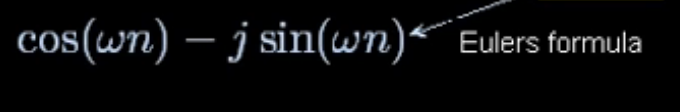 cos(ωn) − j sin(ωn) Eulers formula